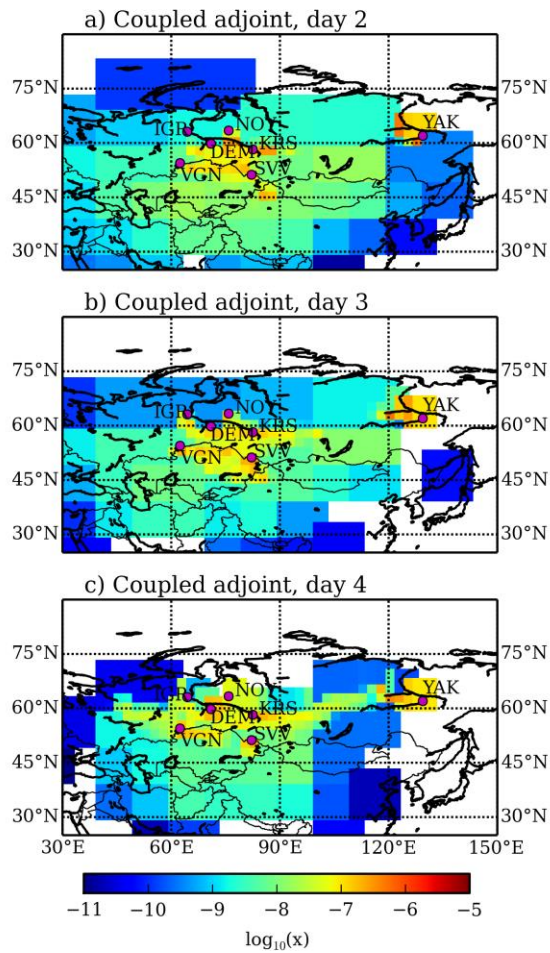 a) Coupled adjoint, day 2
75°N 75°N
IGR NOY YAK
60°N 60°N
DEM KRS
VGN SVV
45°N 45°N
30°N 30°N
b) Coupled adjoint, day 3
75°N 75°N
IGR NOY YAK
60°N 60°N
DEM KRS
VGN SVV
45°N 45°N
30°N 30°N
c) Coupled adjoint, day 4
75°N 75°N
IGR NOY YAK
60°N 60°N
DEM KRS
VGN SVV
45°N 45°N
30°N 30°N
30°E 60°E 90°E 120°E 150°E
−11 −10 −9 −8 −7 −6 −5
log₁₀(x)